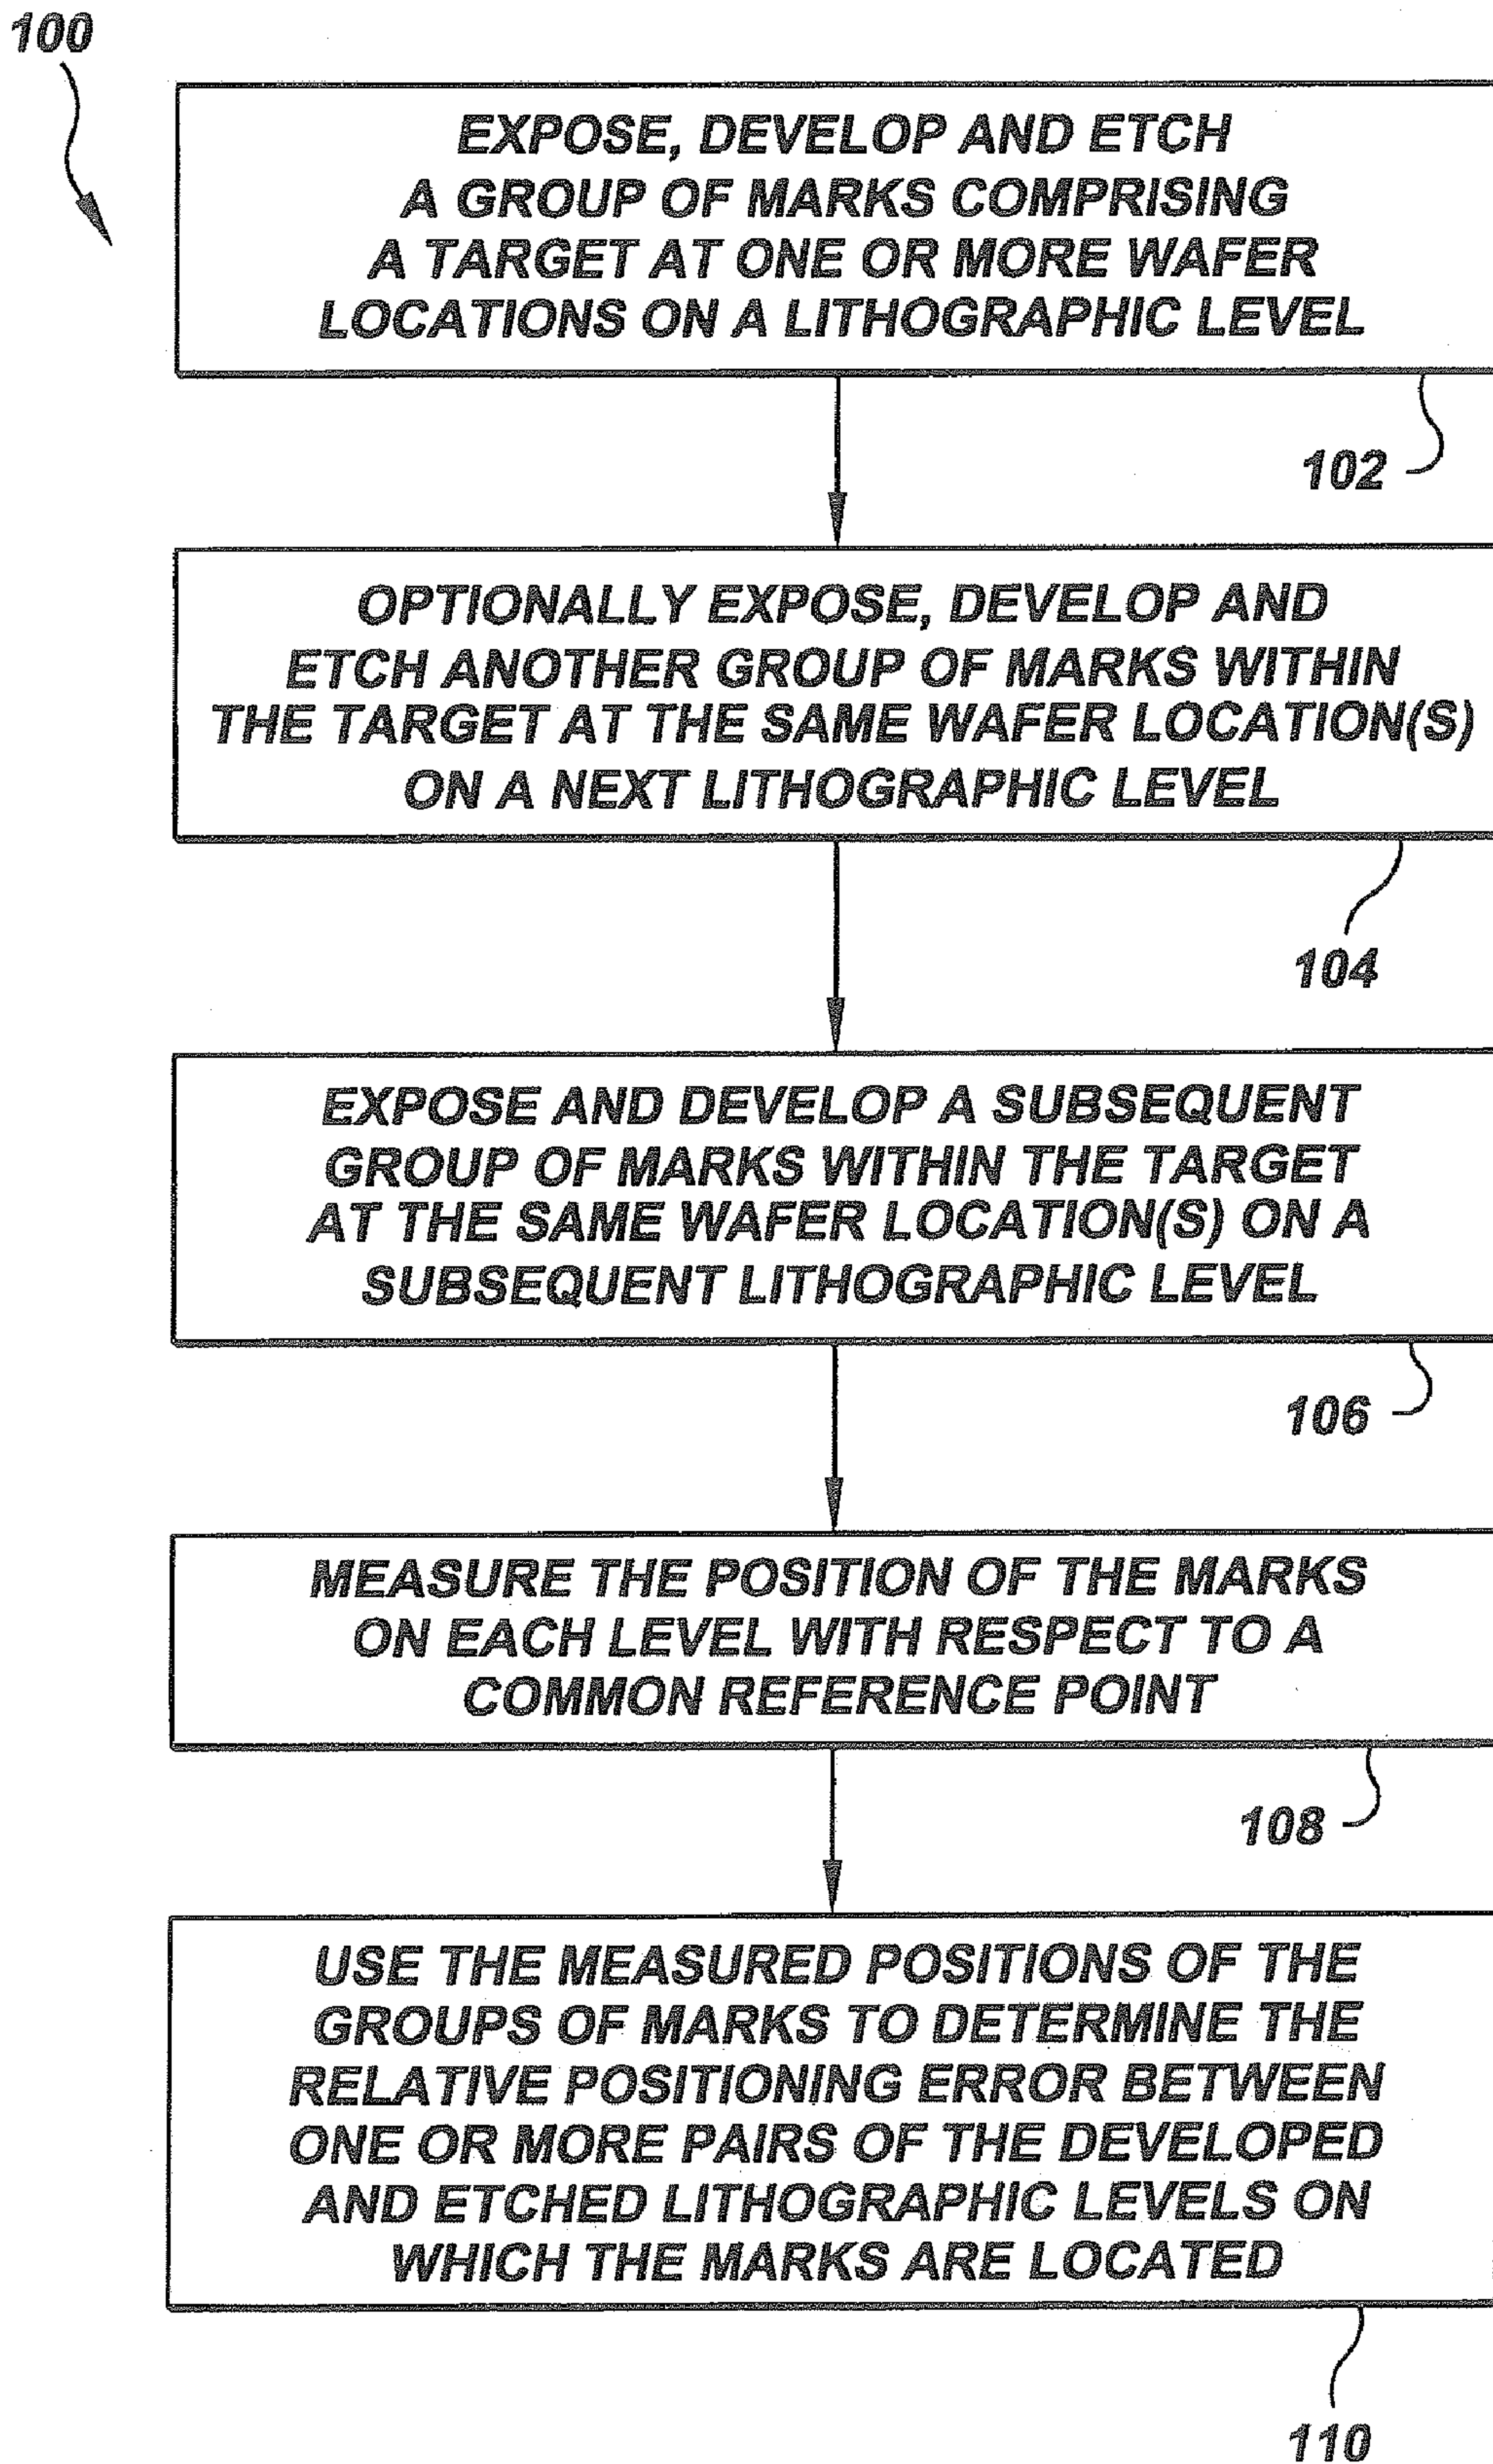 100
EXPOSE, DEVELOP AND ETCH
A GROUP OF MARKS COMPRISING
A TARGET AT ONE OR MORE WAFER
LOCATIONS ON A LITHOGRAPHIC LEVEL
102
OPTIONALLY EXPOSE, DEVELOP AND
ETCH ANOTHER GROUP OF MARKS WITHIN
THE TARGET AT THE SAME WAFER LOCATION(S)
ON A NEXT LITHOGRAPHIC LEVEL
104
EXPOSE AND DEVELOP A SUBSEQUENT
GROUP OF MARKS WITHIN THE TARGET
AT THE SAME WAFER LOCATION(S) ON A
SUBSEQUENT LITHOGRAPHIC LEVEL
106
MEASURE THE POSITION OF THE MARKS
ON EACH LEVEL WITH RESPECT TO A
COMMON REFERENCE POINT
108
USE THE MEASURED POSITIONS OF THE
GROUPS OF MARKS TO DETERMINE THE
RELATIVE POSITIONING ERROR BETWEEN
ONE OR MORE PAIRS OF THE DEVELOPED
AND ETCHED LITHOGRAPHIC LEVELS ON
WHICH THE MARKS ARE LOCATED
110